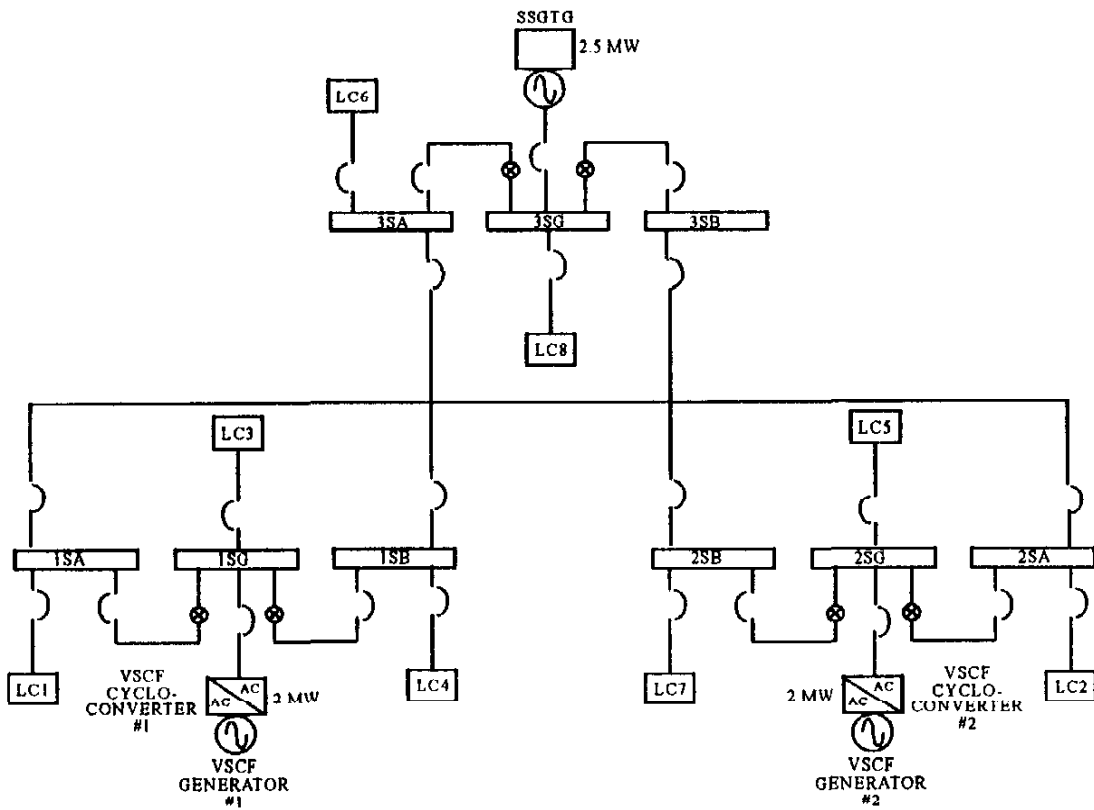 SSGTG
2.5 MW
LC6
3SA
3SG
3SB
LC8
LC3
LC5
1SA
1SG
1SB
2SB
2SG
2SA
LC1
VSCF
CYCLO-
CONVERTER
#1
AC
AC
2 MW
LC4
LC7
2 MW
AC
AC
VSCF
CYCLO-
CONVERTER
#2
LC2
VSCF
GENERATOR
#1
VSCF
GENERATOR
#2